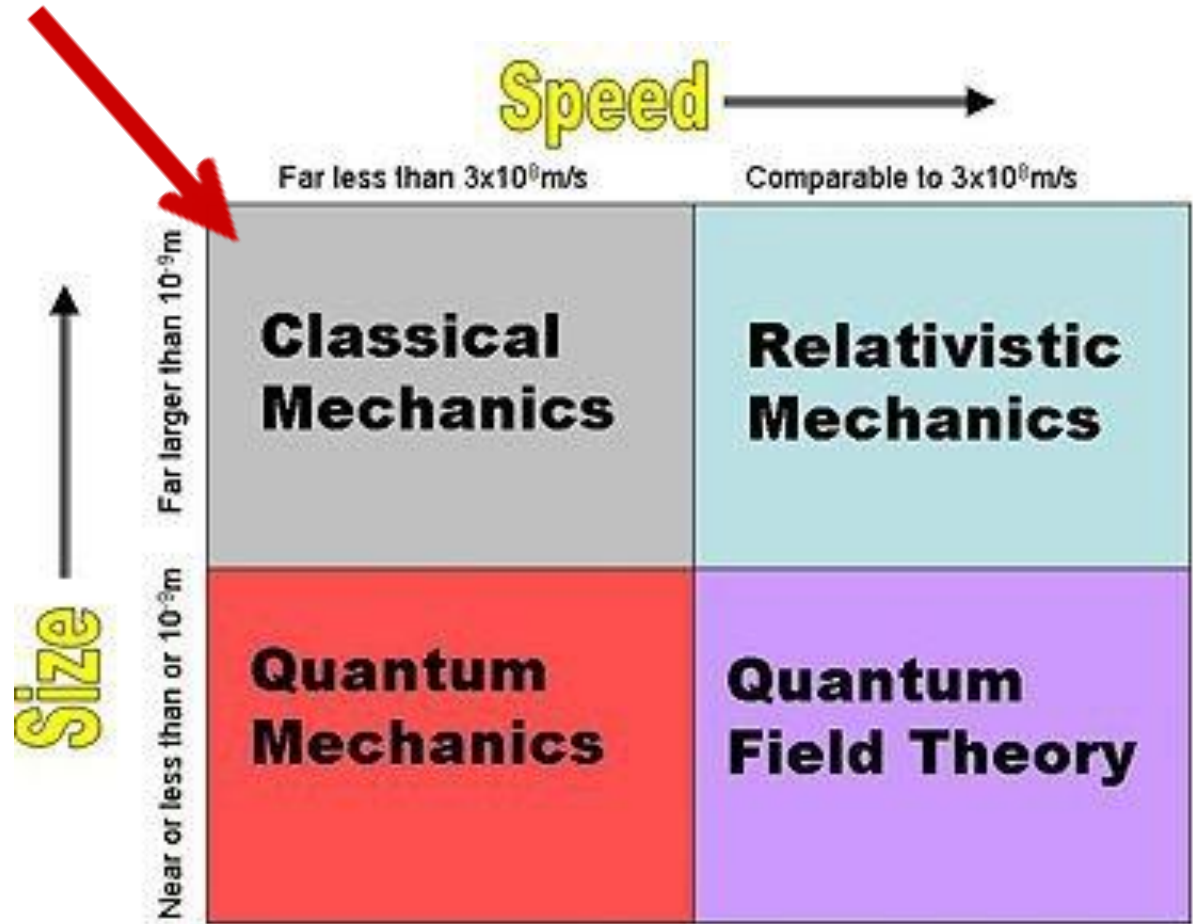 Speed
Far less than 3x10⁸m/s
Comparable to 3x10⁸m/s
Far larger than 10⁻⁹m
Classical
Mechanics
Relativistic
Mechanics
Size
Near or less than or 10⁻⁹m
Quantum
Mechanics
Quantum
Field Theory